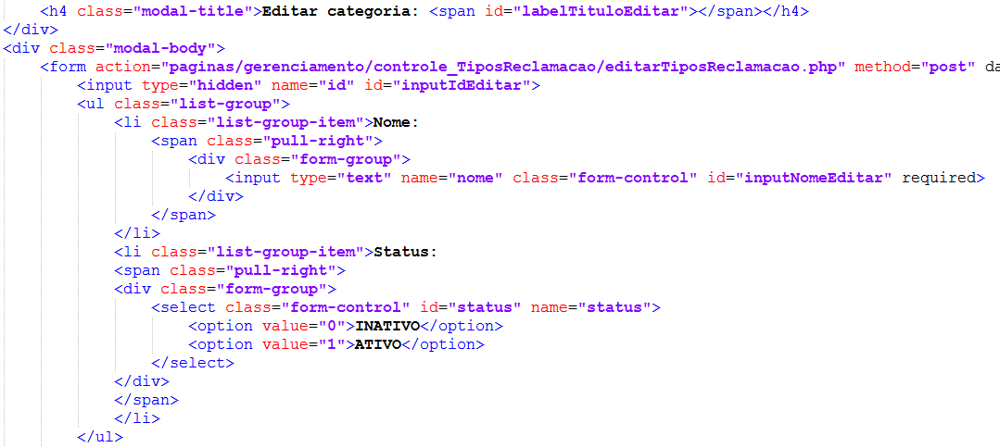 <h4 class="modal-title">Editar categoria: <span id="labelTituloEditar"></span></h4>
</div>
<div class="modal-body">
<form action="paginas/gerenciamento/controle_TiposReclamacao/editarTiposReclamacao.php" method="post" da
<input type="hidden" name="id" id="inputIdEditar">
<ul class="list-group">
<li class="list-group-item">Nome:
<span class="pull-right">
<div class="form-group">
<input type="text" name="nome" class="form-control" id="inputNomeEditar" required>
</div>
</span>
</li>
<li class="list-group-item">Status:
<span class="pull-right">
<div class="form-group">
<select class="form-control" id="status" name="status">
<option value="0">INATIVO</option>
<option value="1">ATIVO</option>
</select>
</div>
</span>
</li>
</ul>